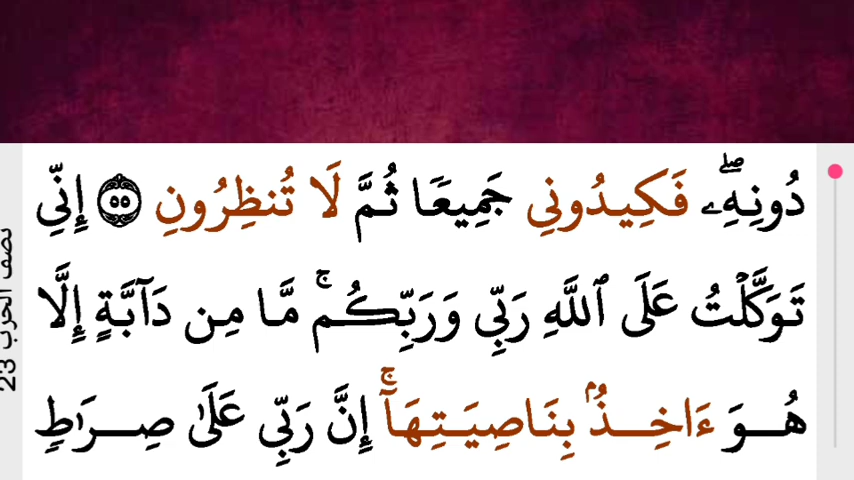 دُونِهِۦۖ فَكِيدُونِي جَمِيعٗا ثُمَّ لَا تُنظِرُونِ ٥٥ إِنِّي
تَوَكَّلۡتُ عَلَى ٱللَّهِ رَبِّي وَرَبِّكُمۚ مَّا مِن دَآبَّةٍ إِلَّا
هُوَ ءَاخِذُۢ بِنَاصِيَتِهَآۚ إِنَّ رَبِّي عَلَىٰ صِرَٰطٖ
نصف الحزب 23